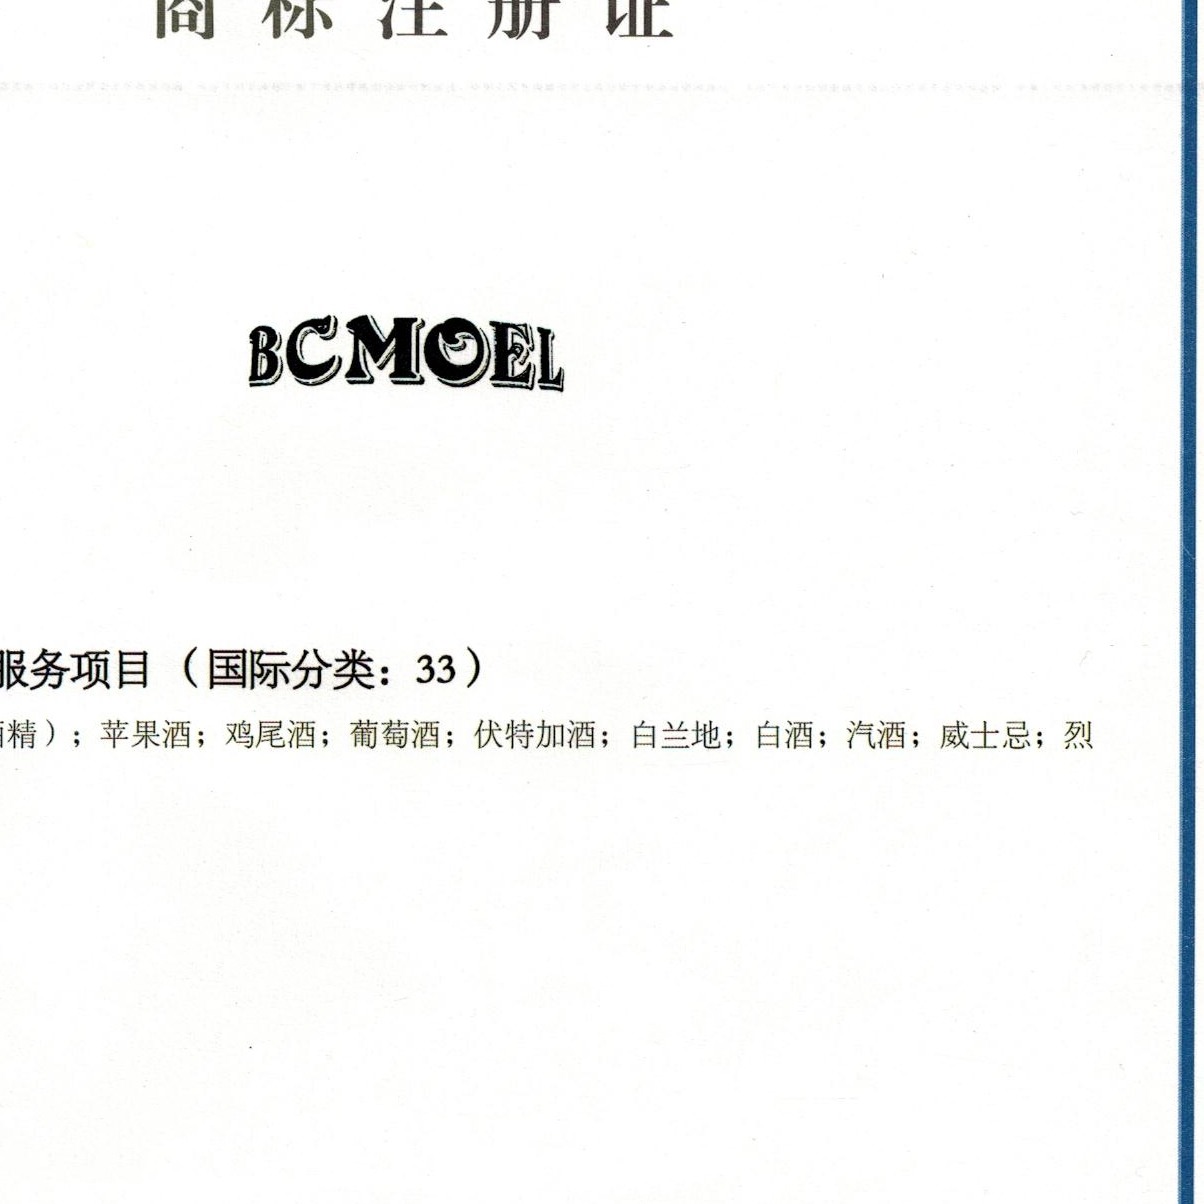 商标注册证
BCMOEL
服务项目（国际分类：33）
精）；苹果酒；鸡尾酒；葡萄酒；伏特加酒；白兰地；白酒；汽酒；威士忌；烈